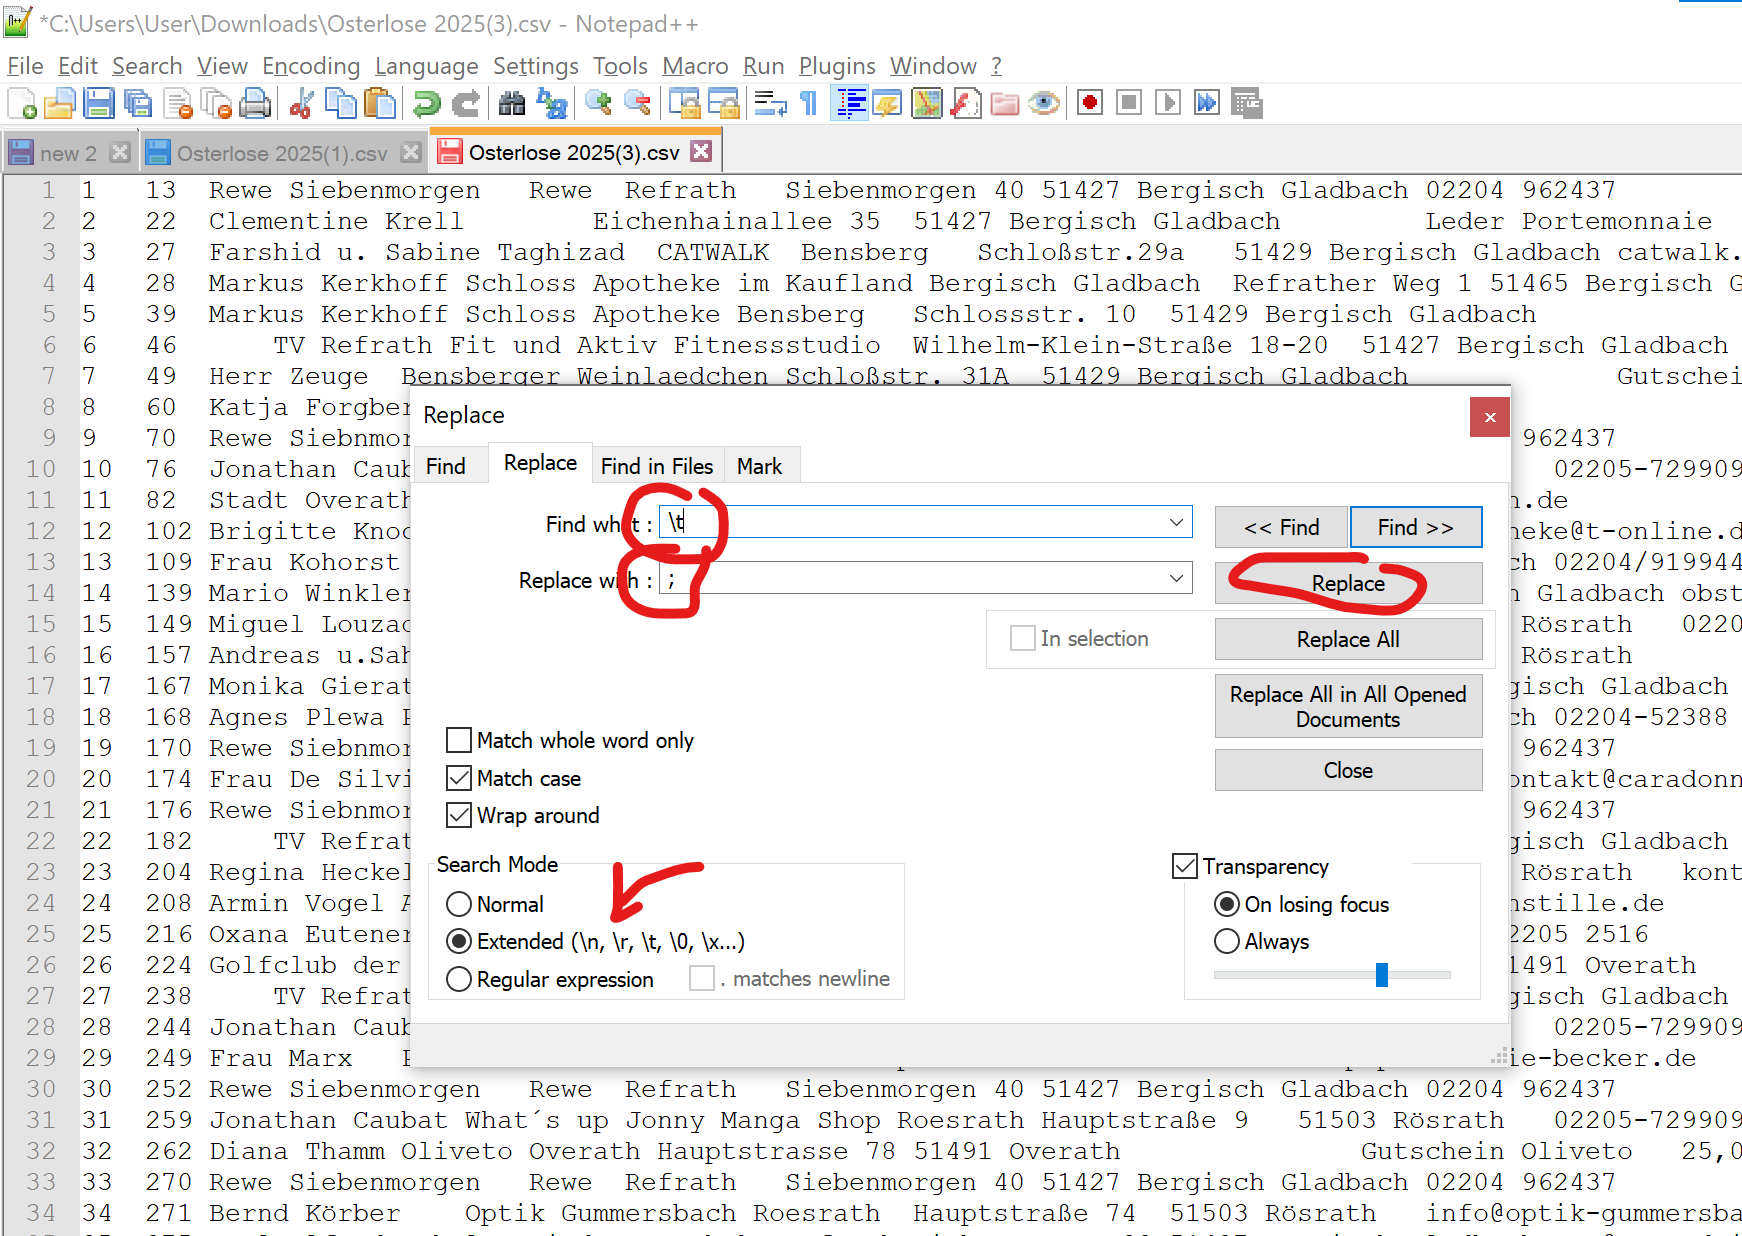 *C:\Users\User\Downloads\Osterlose 2025(3).csv - Notepad++
File Edit Search View Encoding Language Settings Tools Macro Run Plugins Window ?
new 2 Osterlose 2025(1).csv Osterlose 2025(3).csv
1 1 13 Rewe Siebenmorgen Rewe Refrath Siebenmorgen 40 51427 Bergisch Gladbach 02204 962437
2 2 22 Clementine Krell Eichenhainallee 35 51427 Bergisch Gladbach Leder Portemonnaie
3 3 27 Farshid u. Sabine Taghizad CATWALK Bensberg Schloßstr.29a 51429 Bergisch Gladbach catwalk.
4 4 28 Markus Kerkhoff Schloss Apotheke im Kaufland Bergisch Gladbach Refrather Weg 1 51465 Bergisch G
5 5 39 Markus Kerkhoff Schloss Apotheke Bensberg Schlossstr. 10 51429 Bergisch Gladbach
6 6 46 TV Refrath Fit und Aktiv Fitnessstudio Wilhelm-Klein-Straße 18-20 51427 Bergisch Gladbach
7 7 49 Herr Zeuge Bensberger Weinlaedchen Schloßstr. 31A 51429 Bergisch Gladbach Gutschei
8 8 60 Katja Forgber
9 9 70 Rewe Siebnmor 962437
10 10 76 Jonathan Caub 02205-729909
11 11 82 Stadt Overath n.de
12 12 102 Brigitte Knoc heke@t-online.d
13 13 109 Frau Kohorst ch 02204/919944
14 14 139 Mario Winkler h Gladbach obst
15 15 149 Miguel Louzac Rösrath 0220
16 16 157 Andreas u.Sah Rösrath
17 17 167 Monika Gierat gisch Gladbach
18 18 168 Agnes Plewa ch 02204-52388
19 19 170 Rewe Siebnmor 962437
20 20 174 Frau De Silvi ontakt@caradonn
21 21 176 Rewe Siebnmor 962437
22 22 182 TV Refrat gisch Gladbach
23 23 204 Regina Heckel Rösrath kont
24 24 208 Armin Vogel nstille.de
25 25 216 Oxana Eutener 2205 2516
26 26 224 Golfclub der 1491 Overath
27 27 238 TV Refrat gisch Gladbach
28 28 244 Jonathan Caub 02205-729909
29 29 249 Frau Marx ie-becker.de
30 30 252 Rewe Siebenmorgen Rewe Refrath Siebenmorgen 40 51427 Bergisch Gladbach 02204 962437
31 31 259 Jonathan Caubat What´s up Jonny Manga Shop Roesrath Hauptstraße 9 51503 Rösrath 02205-729909
32 32 262 Diana Thamm Oliveto Overath Hauptstrasse 78 51491 Overath Gutschein Oliveto 25,0
33 33 270 Rewe Siebenmorgen Rewe Refrath Siebenmorgen 40 51427 Bergisch Gladbach 02204 962437
34 34 271 Bernd Körber Optik Gummersbach Roesrath Hauptstraße 74 51503 Rösrath info@optik-gummersba
Replace
Find Replace Find in Files Mark
Find what : \t
<< Find Find >>
Replace with : ;
Replace
In selection
Replace All
Replace All in All Opened
Documents
Close
Match whole word only
Match case
Wrap around
Search Mode
Normal
Extended (\n, \r, \t, \0, \x...)
Regular expression . matches newline
Transparency
On losing focus
Always